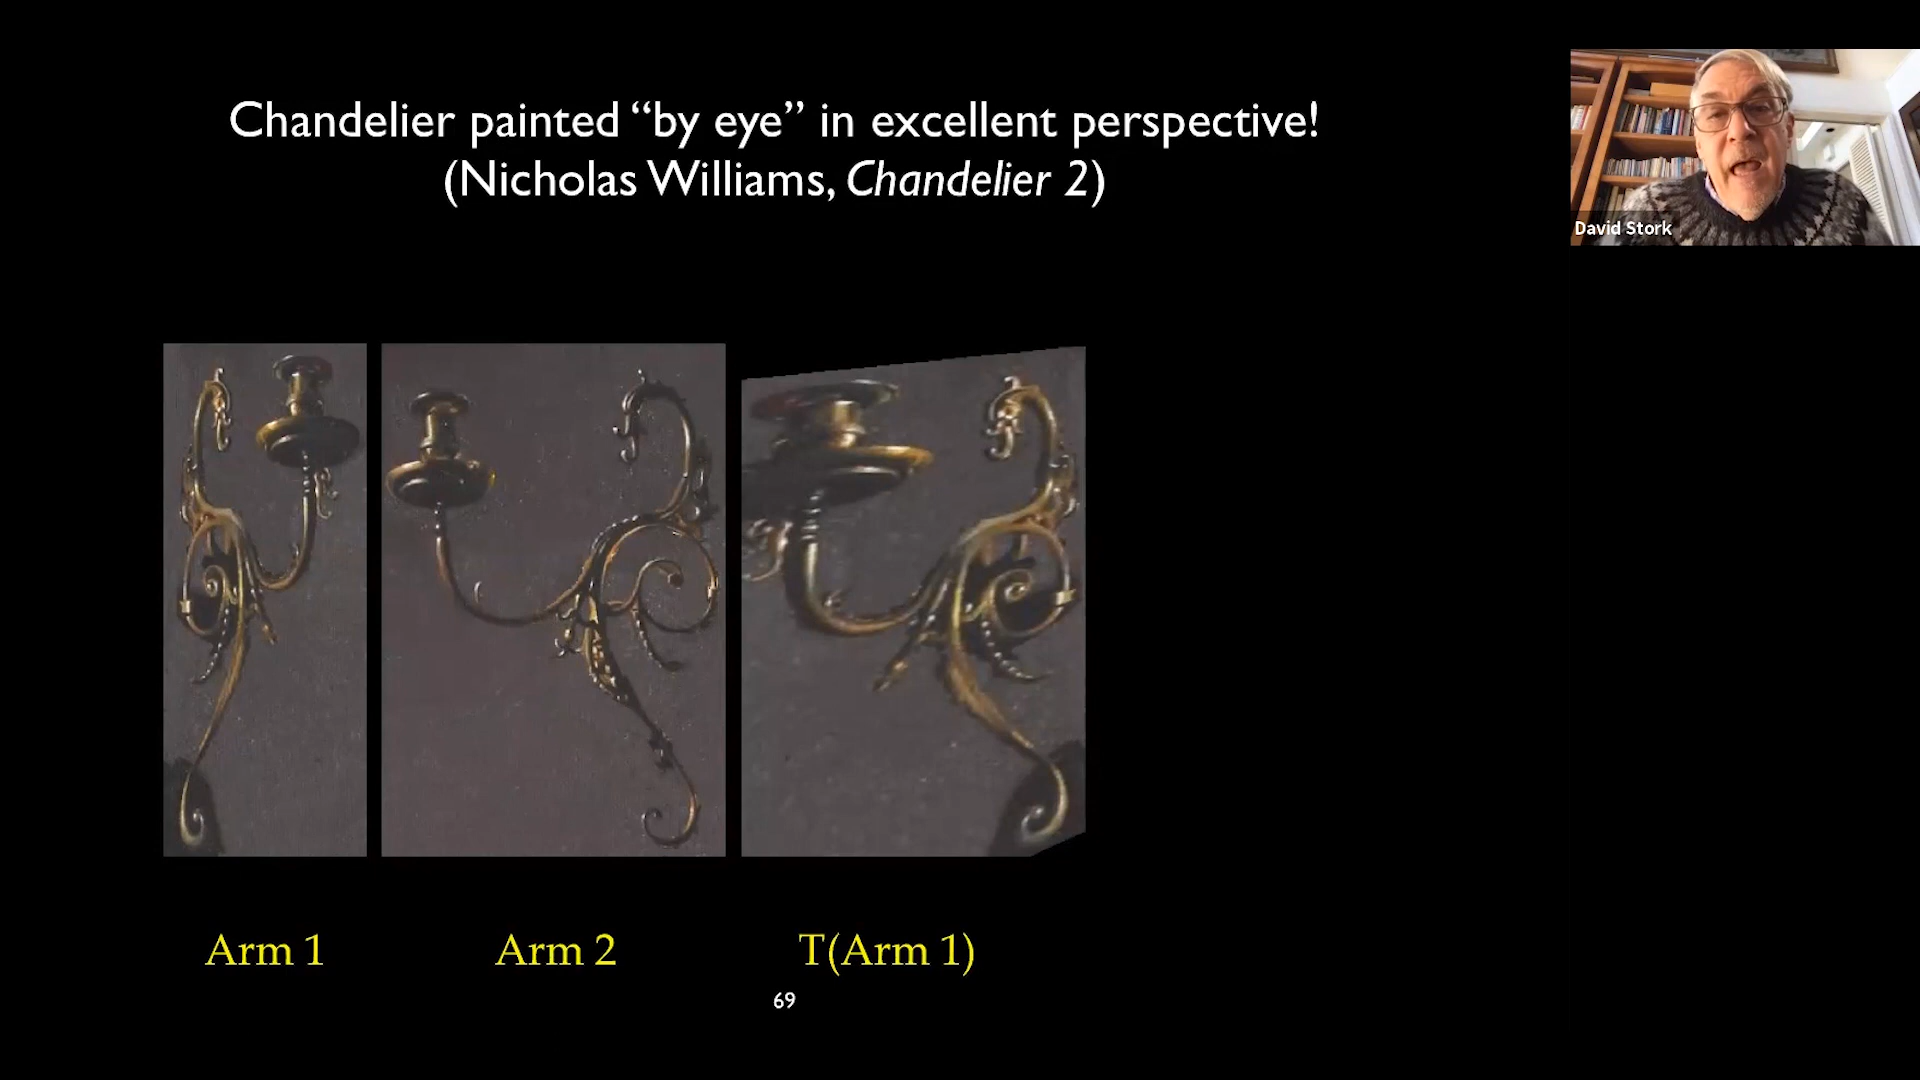 Chandelier painted “by eye” in excellent perspective!
(Nicholas Williams, Chandelier 2)
David Stork
Arm 1
Arm 2
T(Arm 1)
69